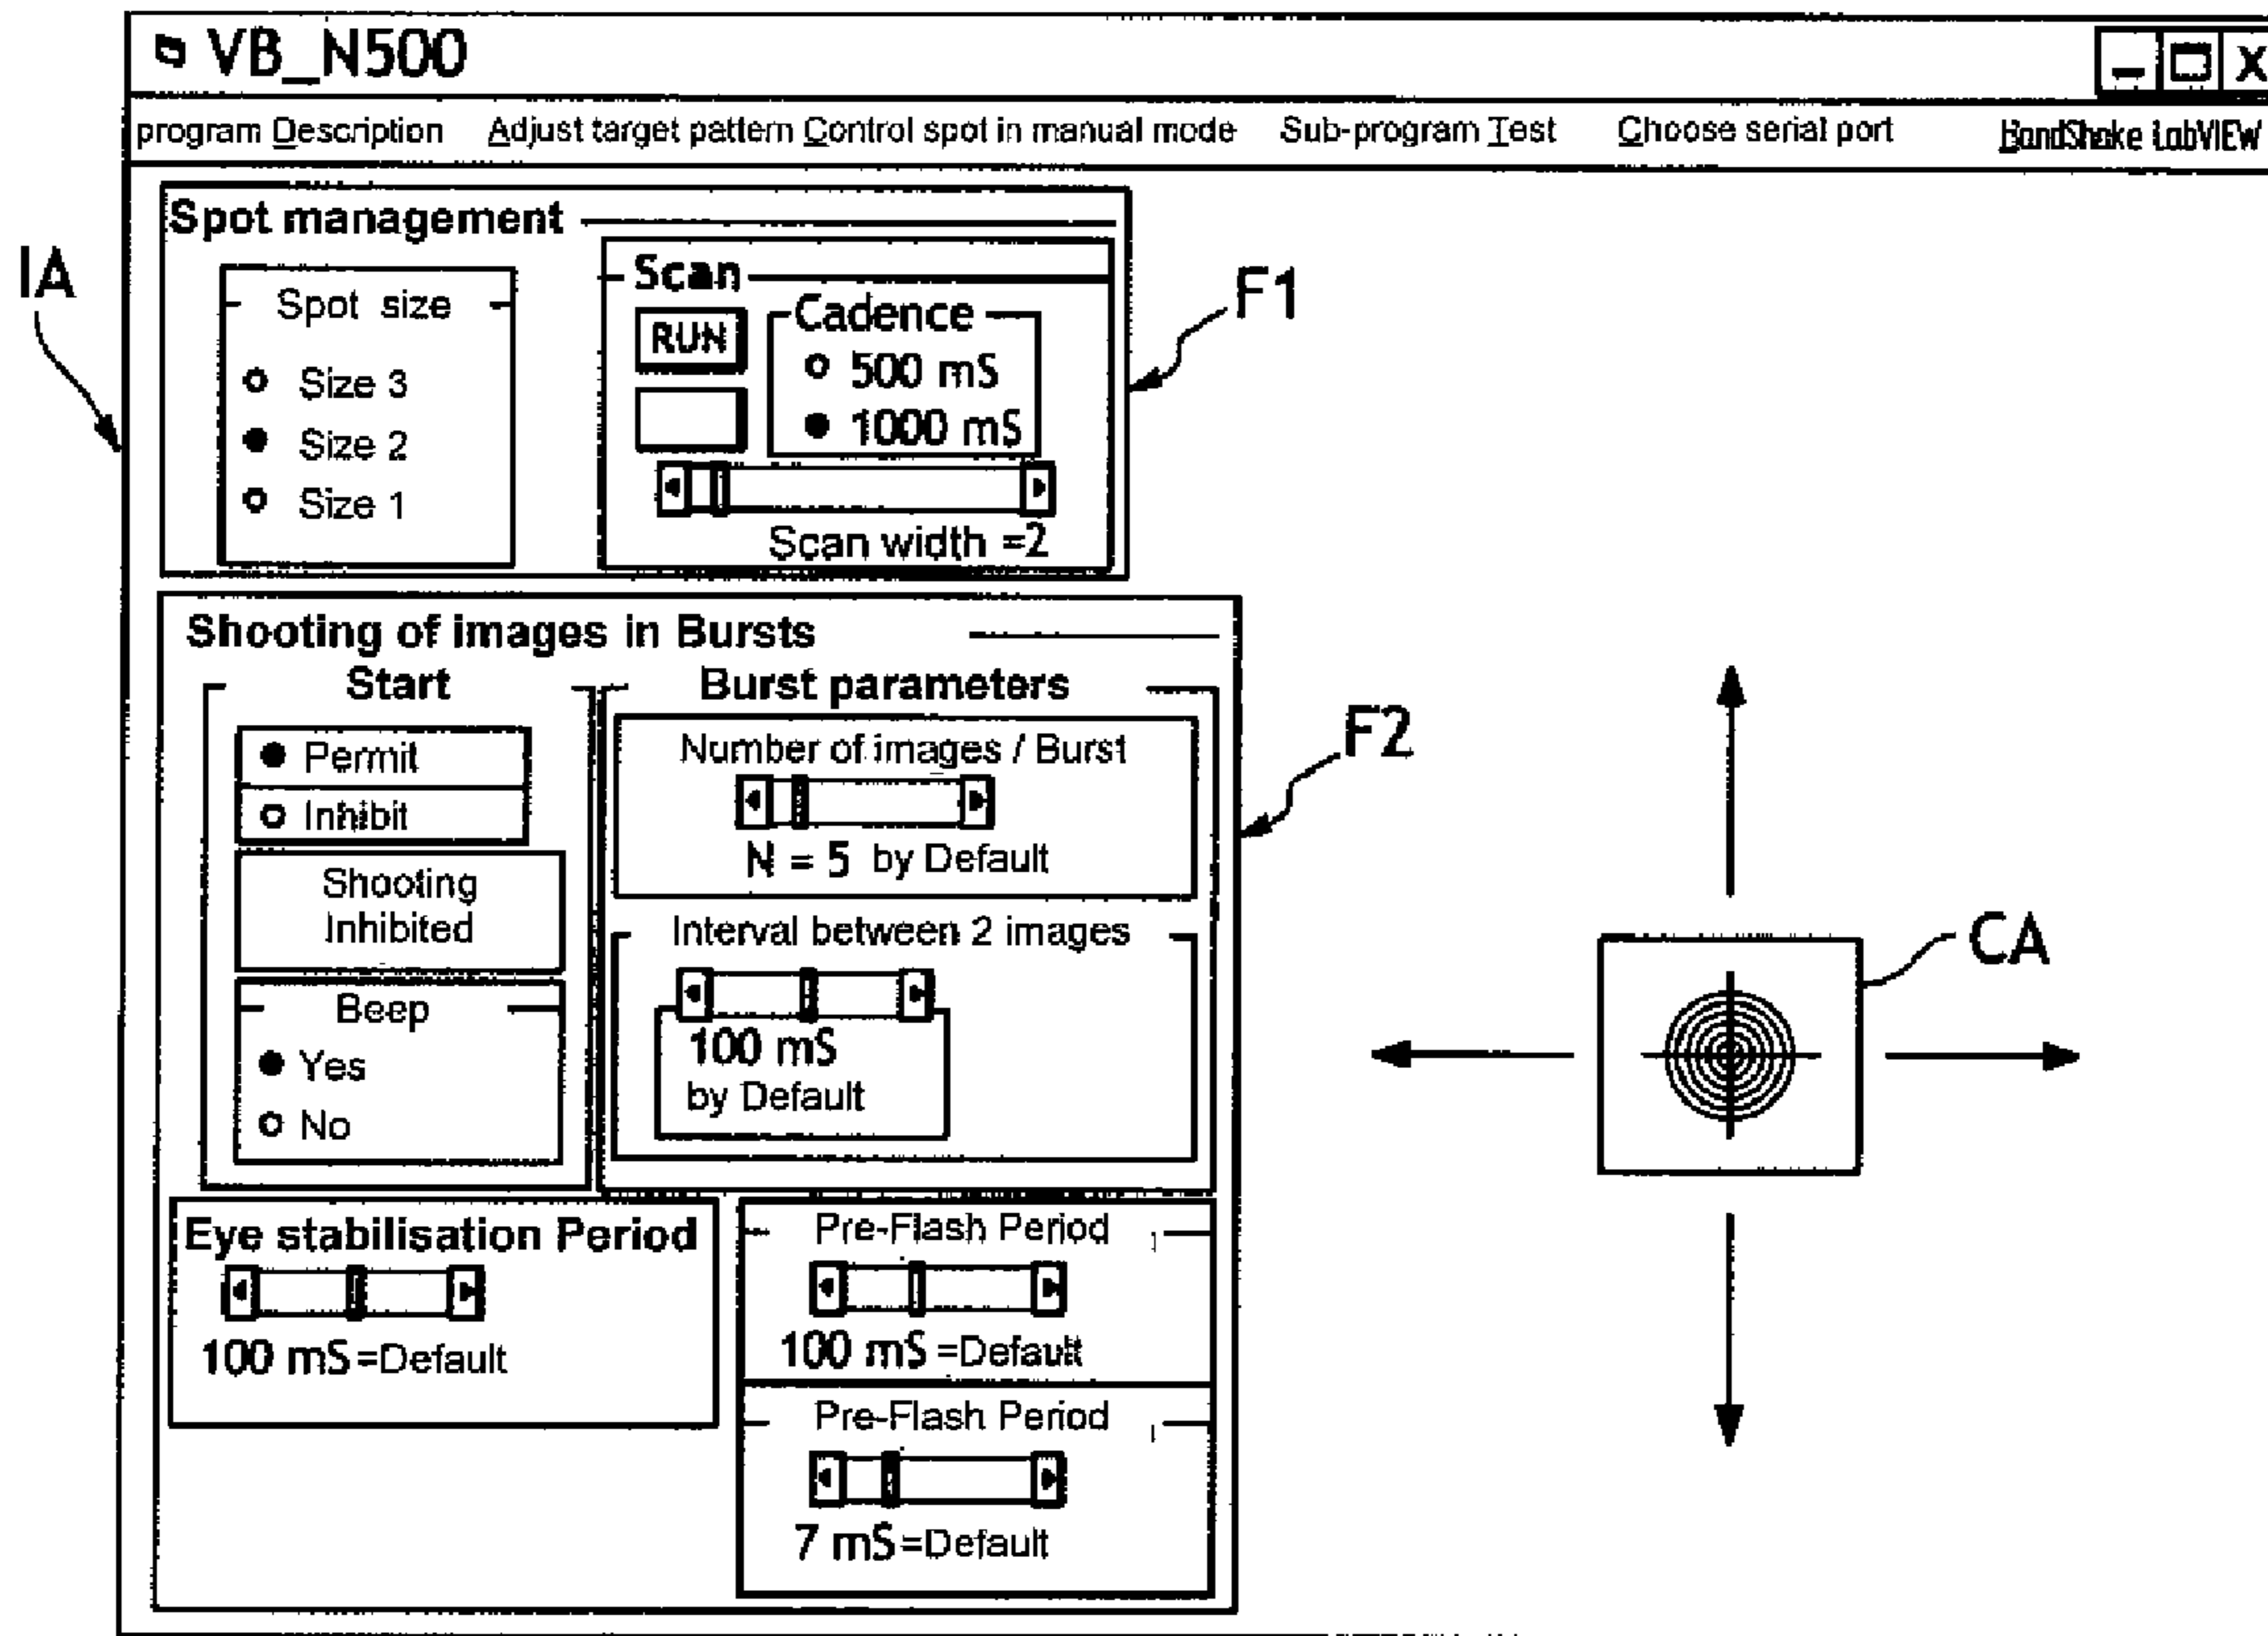 VB_N500
program Description Adjust target pattern Control spot in manual mode Sub-program Test Choose serial port HandShake LabVIEW
Spot management
IA
Spot size
Size 3
Size 2
Size 1
Scan
RUN
Cadence
500 mS
1000 mS
Scan width =2
F1
Shooting of images in Bursts
Start
Permit
Inhibit
Shooting
Inhibited
Beep
Yes
No
Burst parameters
Number of images / Burst
N = 5 by Default
Interval between 2 images
100 mS
by Default
F2
CA
Eye stabilisation Period
100 mS=Default
Pre-Flash Period
100 mS =Default
Pre-Flash Period
7 mS=Default